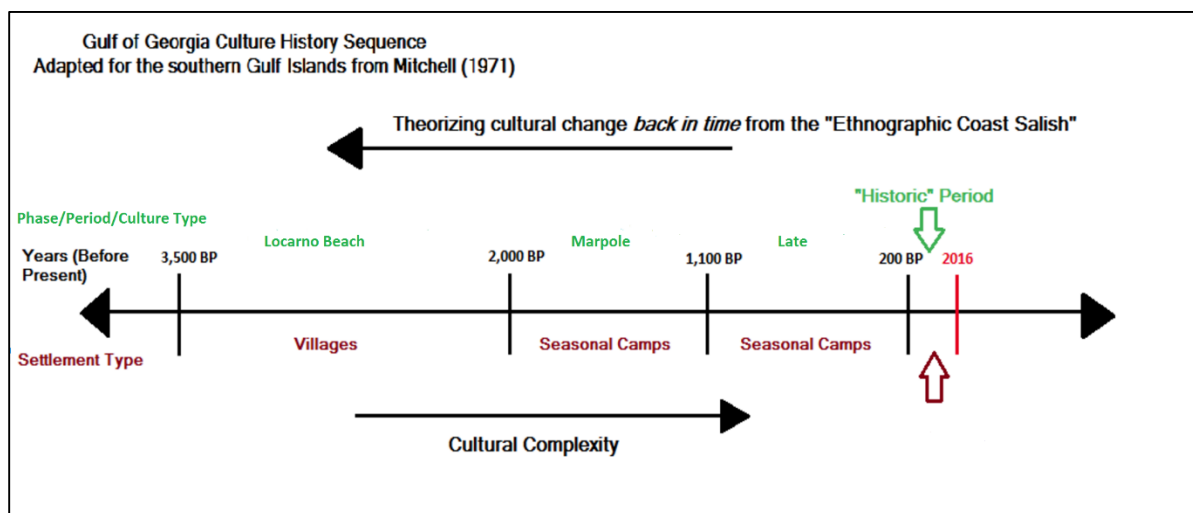 Gulf of Georgia Culture History Sequence
Adapted for the southern Gulf Islands from Mitchell (1971)
Theorizing cultural change back in time from the "Ethnographic Coast Salish"
"Historic" Period
Phase/Period/Culture Type
Locarno Beach
Marpole
Late
Years (Before
Present)
3,500 BP
2,000 BP
1,100 BP
200 BP
2016
Settlement Type
Villages
Seasonal Camps
Seasonal Camps
Cultural Complexity